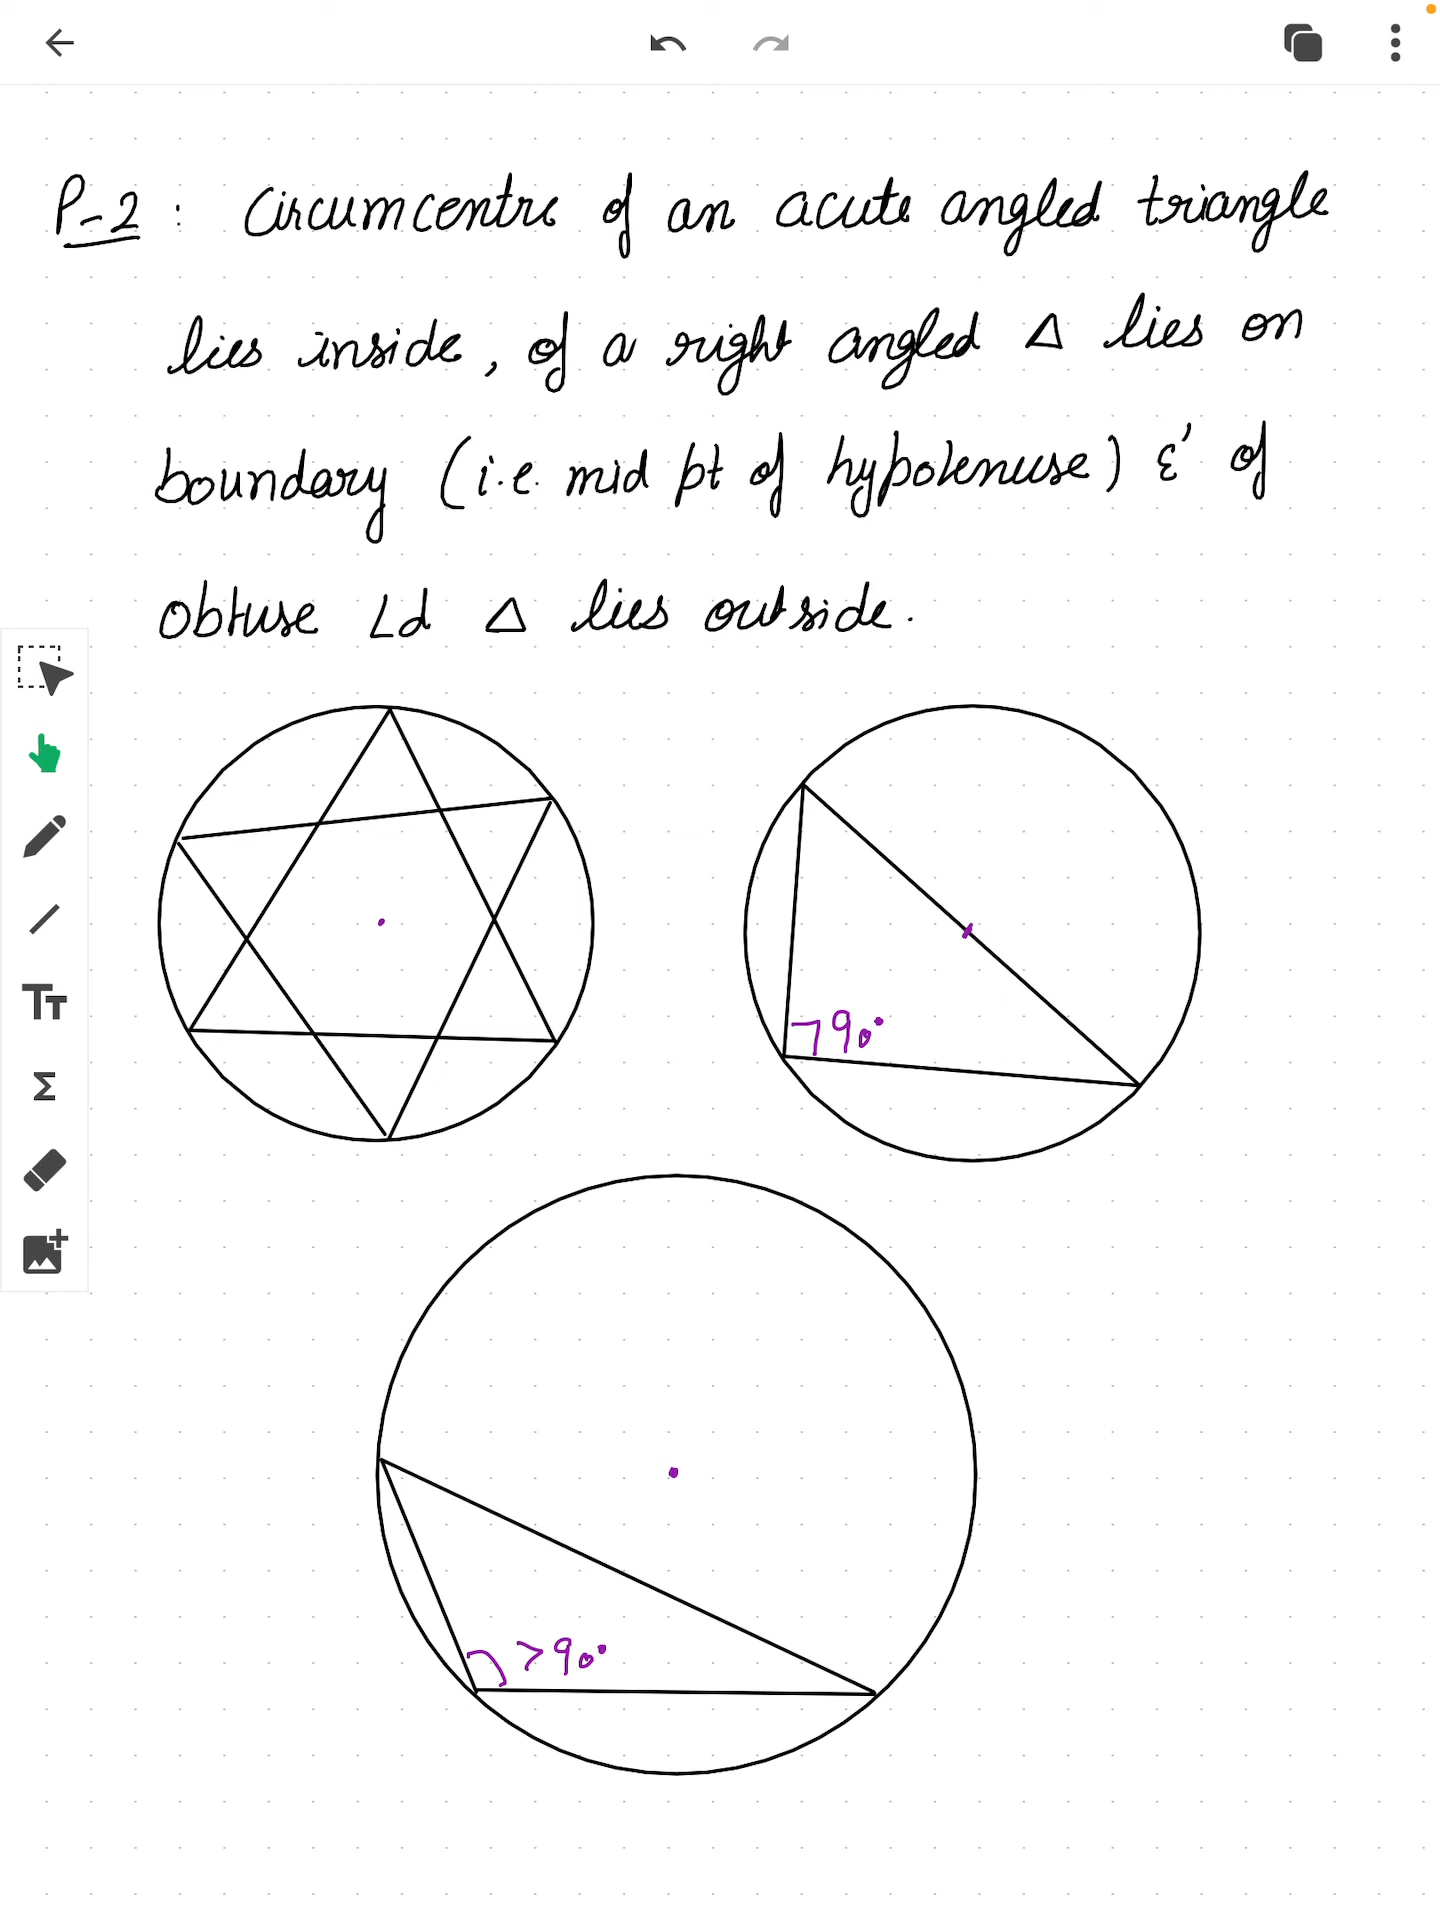 P-2 : Circumcentre of an acute angled triangle
lies inside, of a right angled Δ lies on
boundary (i.e. mid pt of hypotenuse) & of
obtuse ∠d Δ lies outside.
90°
>90°
Tт
Σ